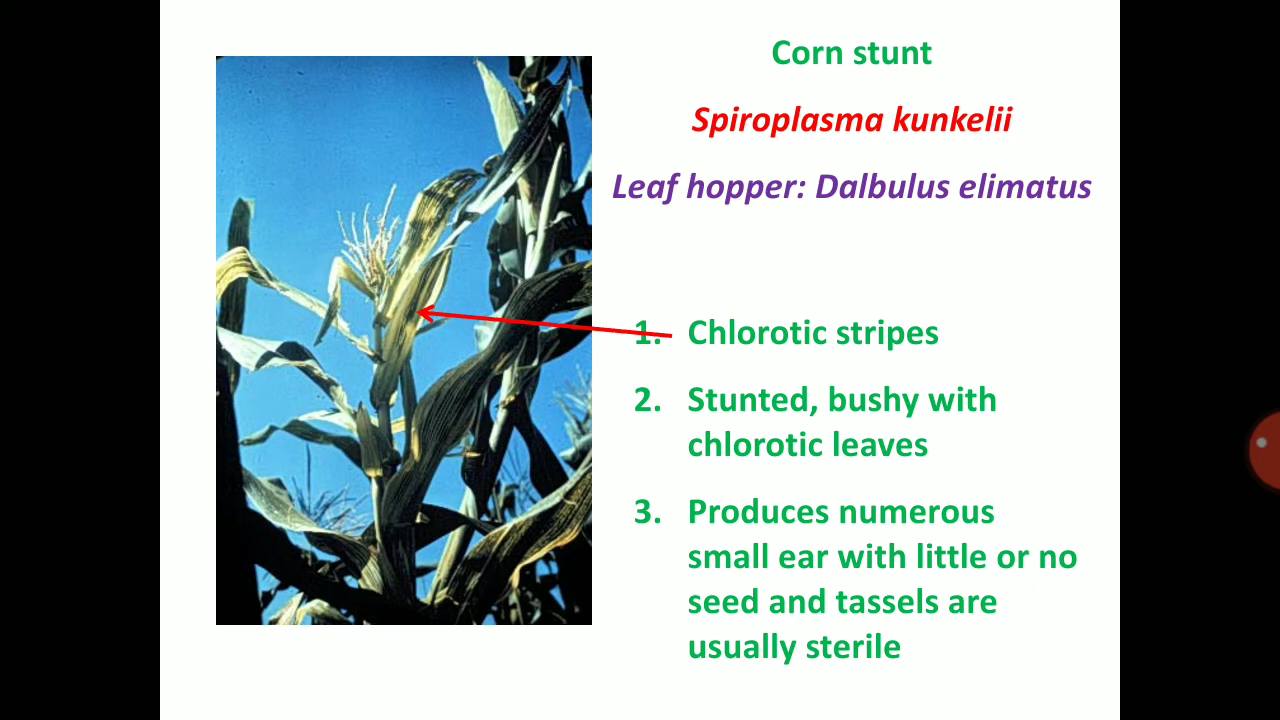 Corn stunt
Spiroplasma kunkelii
Leaf hopper: Dalbulus elimatus
1. Chlorotic stripes
2. Stunted, bushy with
chlorotic leaves
3. Produces numerous
small ear with little or no
seed and tassels are
usually sterile